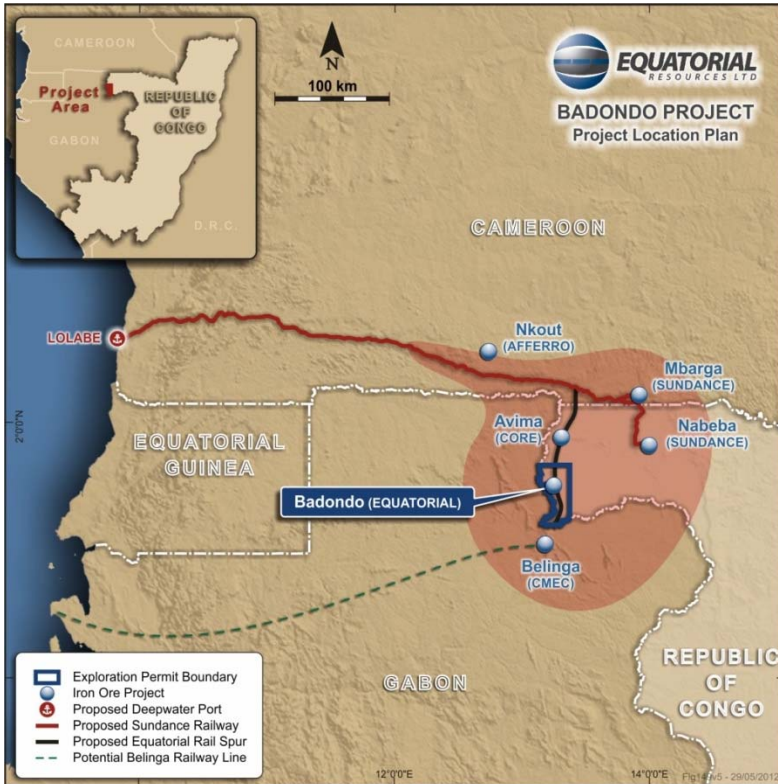 CAMEROON
Project
Area
REPUBLIC
OF
CONGO
GABON
D.R.C.
N
100 km
EQUATORIAL
RESOURCES LTD
BADONDO PROJECT
Project Location Plan
CAMEROON
LOLABE
Nkout
(AFFERRO)
Mbarga
(SUNDANCE)
2°0'0"N
EQUATORIAL
GUINEA
Avima
(CORE)
Nabeba
(SUNDANCE)
Badondo (EQUATORIAL)
Belinga
(CMEC)
Exploration Permit Boundary
Iron Ore Project
Proposed Deepwater Port
Proposed Sundance Railway
Proposed Equatorial Rail Spur
Potential Belinga Railway Line
GABON
REPUBLIC
OF
CONGO
12°0'0"E
14°0'0"E
29/05/2012